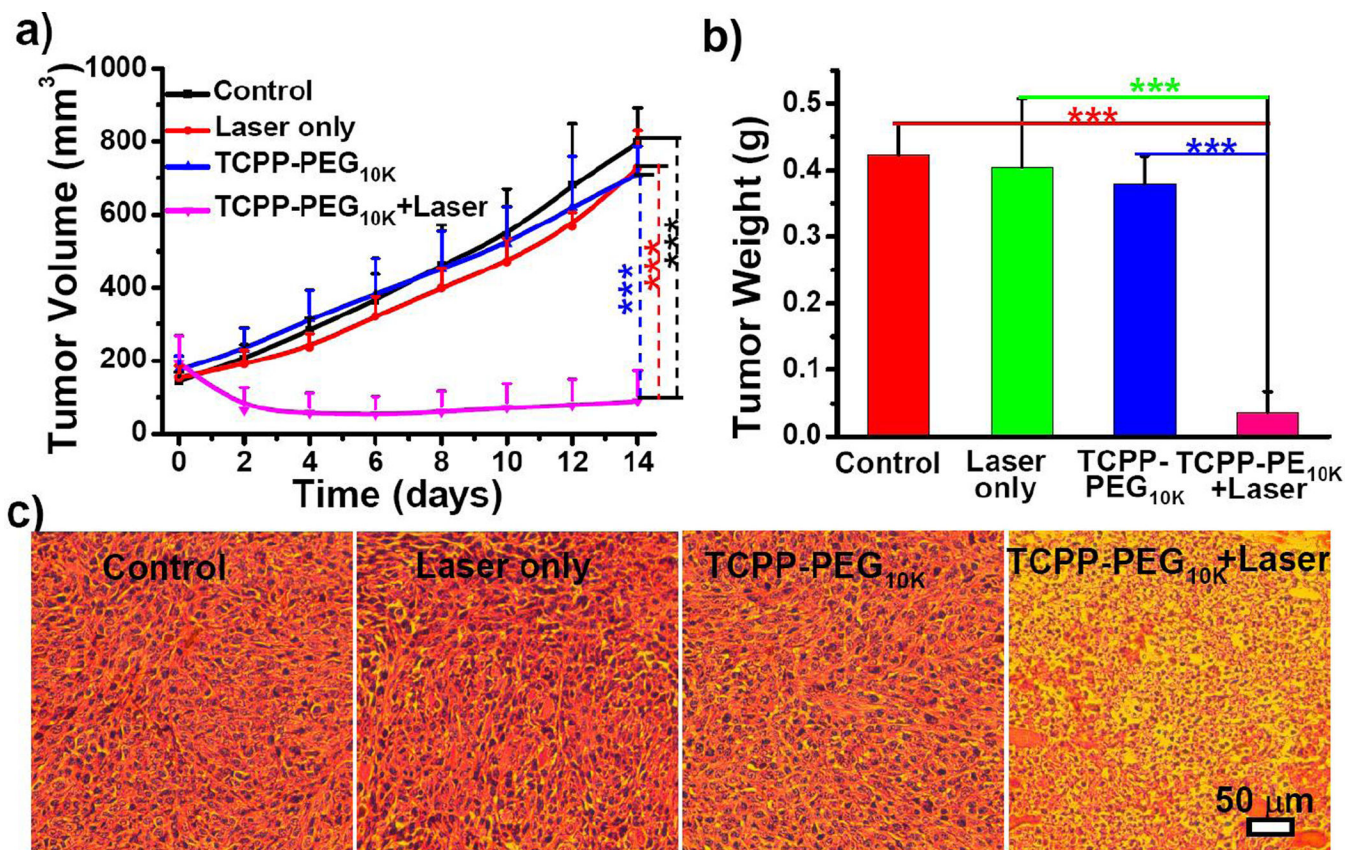 a)
Tumor Volume (mm³)
1000
800
600
400
200
0
Control
Laser only
TCPP-PEG₁₀K
TCPP-PEG₁₀K+Laser
***
***
***
0 2 4 6 8 10 12 14
Time (days)
b)
Tumor Weight (g)
0.5
0.4
0.3
0.2
0.1
0.0
***
***
***
Control
Laser only
TCPP-PEG₁₀K
TCPP-PE₁₀K+Laser
c)
Control
Laser only
TCPP-PEG₁₀K
TCPP-PEG₁₀K+Laser
50 μm